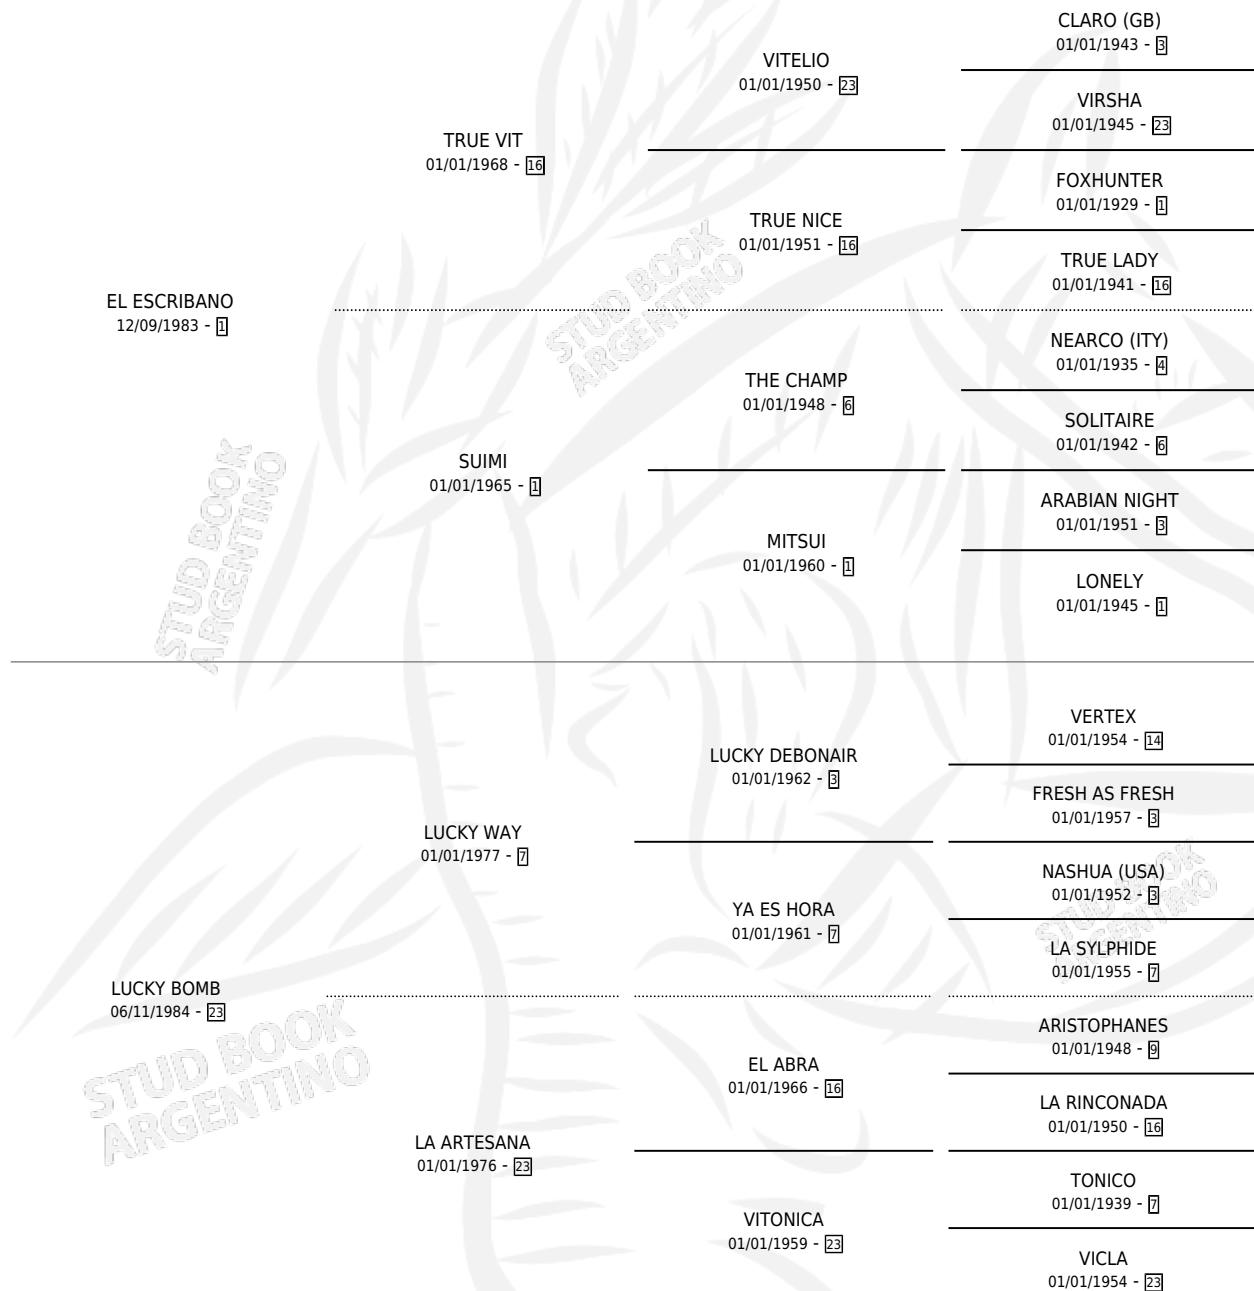 CLARO (GB)
01/01/1943 - 3
VITELIO
01/01/1950 - 23
VIRSHA
01/01/1945 - 23
TRUE VIT
01/01/1968 - 16
FOXHUNTER
01/01/1929 - 1
TRUE NICE
01/01/1951 - 16
TRUE LADY
01/01/1941 - 16
EL ESCRIBANO
12/09/1983 - 1
NEARCO (ITY)
01/01/1935 - 4
THE CHAMP
01/01/1948 - 6
SOLITAIRE
01/01/1942 - 6
SUIMI
01/01/1965 - 1
ARABIAN NIGHT
01/01/1951 - 3
MITSUI
01/01/1960 - 1
LONELY
01/01/1945 - 1
VERTEX
01/01/1954 - 14
LUCKY DEBONAIR
01/01/1962 - 3
FRESH AS FRESH
01/01/1957 - 3
LUCKY WAY
01/01/1977 - 7
NASHUA (USA)
01/01/1952 - 3
YA ES HORA
01/01/1961 - 7
LA SYLPHIDE
01/01/1955 - 7
LUCKY BOMB
06/11/1984 - 23
ARISTOPHANES
01/01/1948 - 9
EL ABRA
01/01/1966 - 16
LA RINCONADA
01/01/1950 - 16
LA ARTESANA
01/01/1976 - 23
TONICO
01/01/1939 - 7
VITONICA
01/01/1959 - 23
VICLA
01/01/1954 - 23
STUD BOOK
ARGENTINO
STUD BOOK
ARGENTINO
STUD BOOK
ARGENTINO
STUD BOOK
ARGENTINO